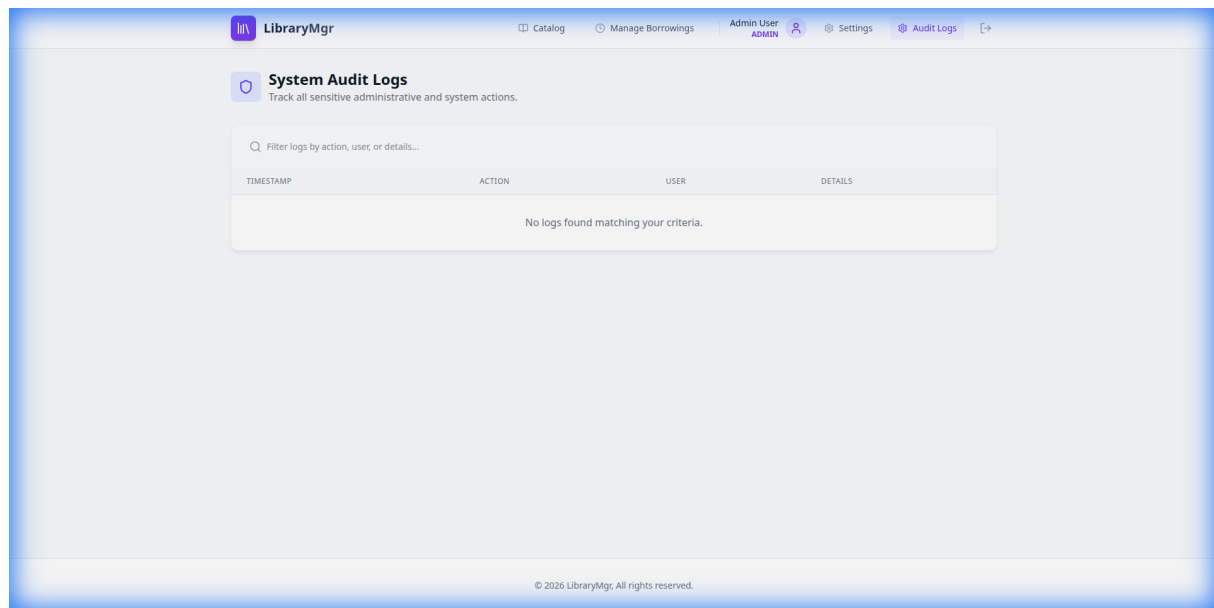 LibraryMgr
Catalog
Manage Borrowings
Admin User
ADMIN
Settings
Audit Logs
System Audit Logs
Track all sensitive administrative and system actions.
Filter logs by action, user, or details...
TIMESTAMP ACTION USER DETAILS
No logs found matching your criteria.
© 2026 LibraryMgr, All rights reserved.